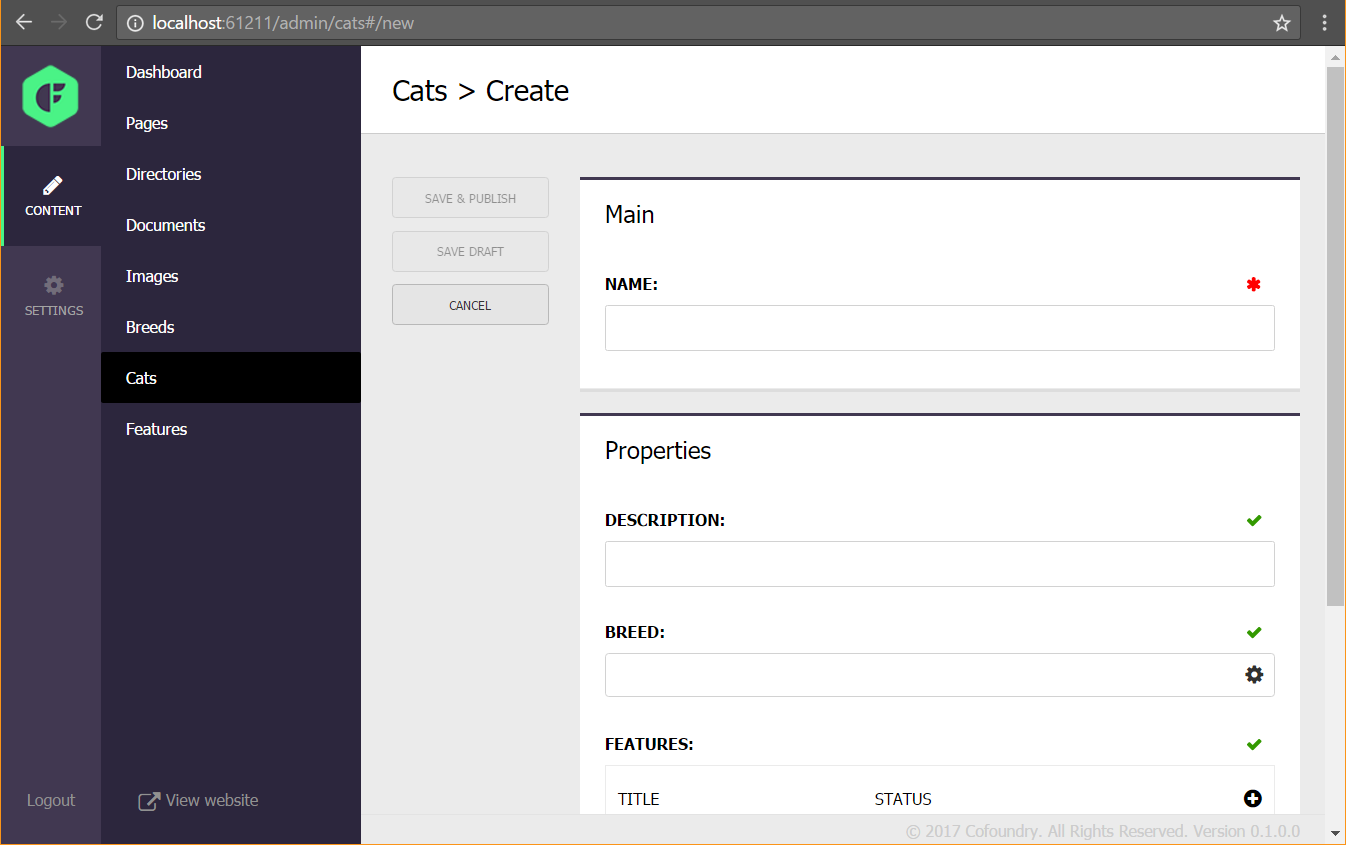 localhost:61211/admin/cats#/new
CONTENT
SETTINGS
Logout
Dashboard
Pages
Directories
Documents
Images
Breeds
Cats
Features
View website
Cats > Create
SAVE & PUBLISH
SAVE DRAFT
CANCEL
Main
NAME:
Properties
DESCRIPTION:
BREED:
FEATURES:
TITLE STATUS
© 2017 Cofoundry. All Rights Reserved. Version 0.1.0.0